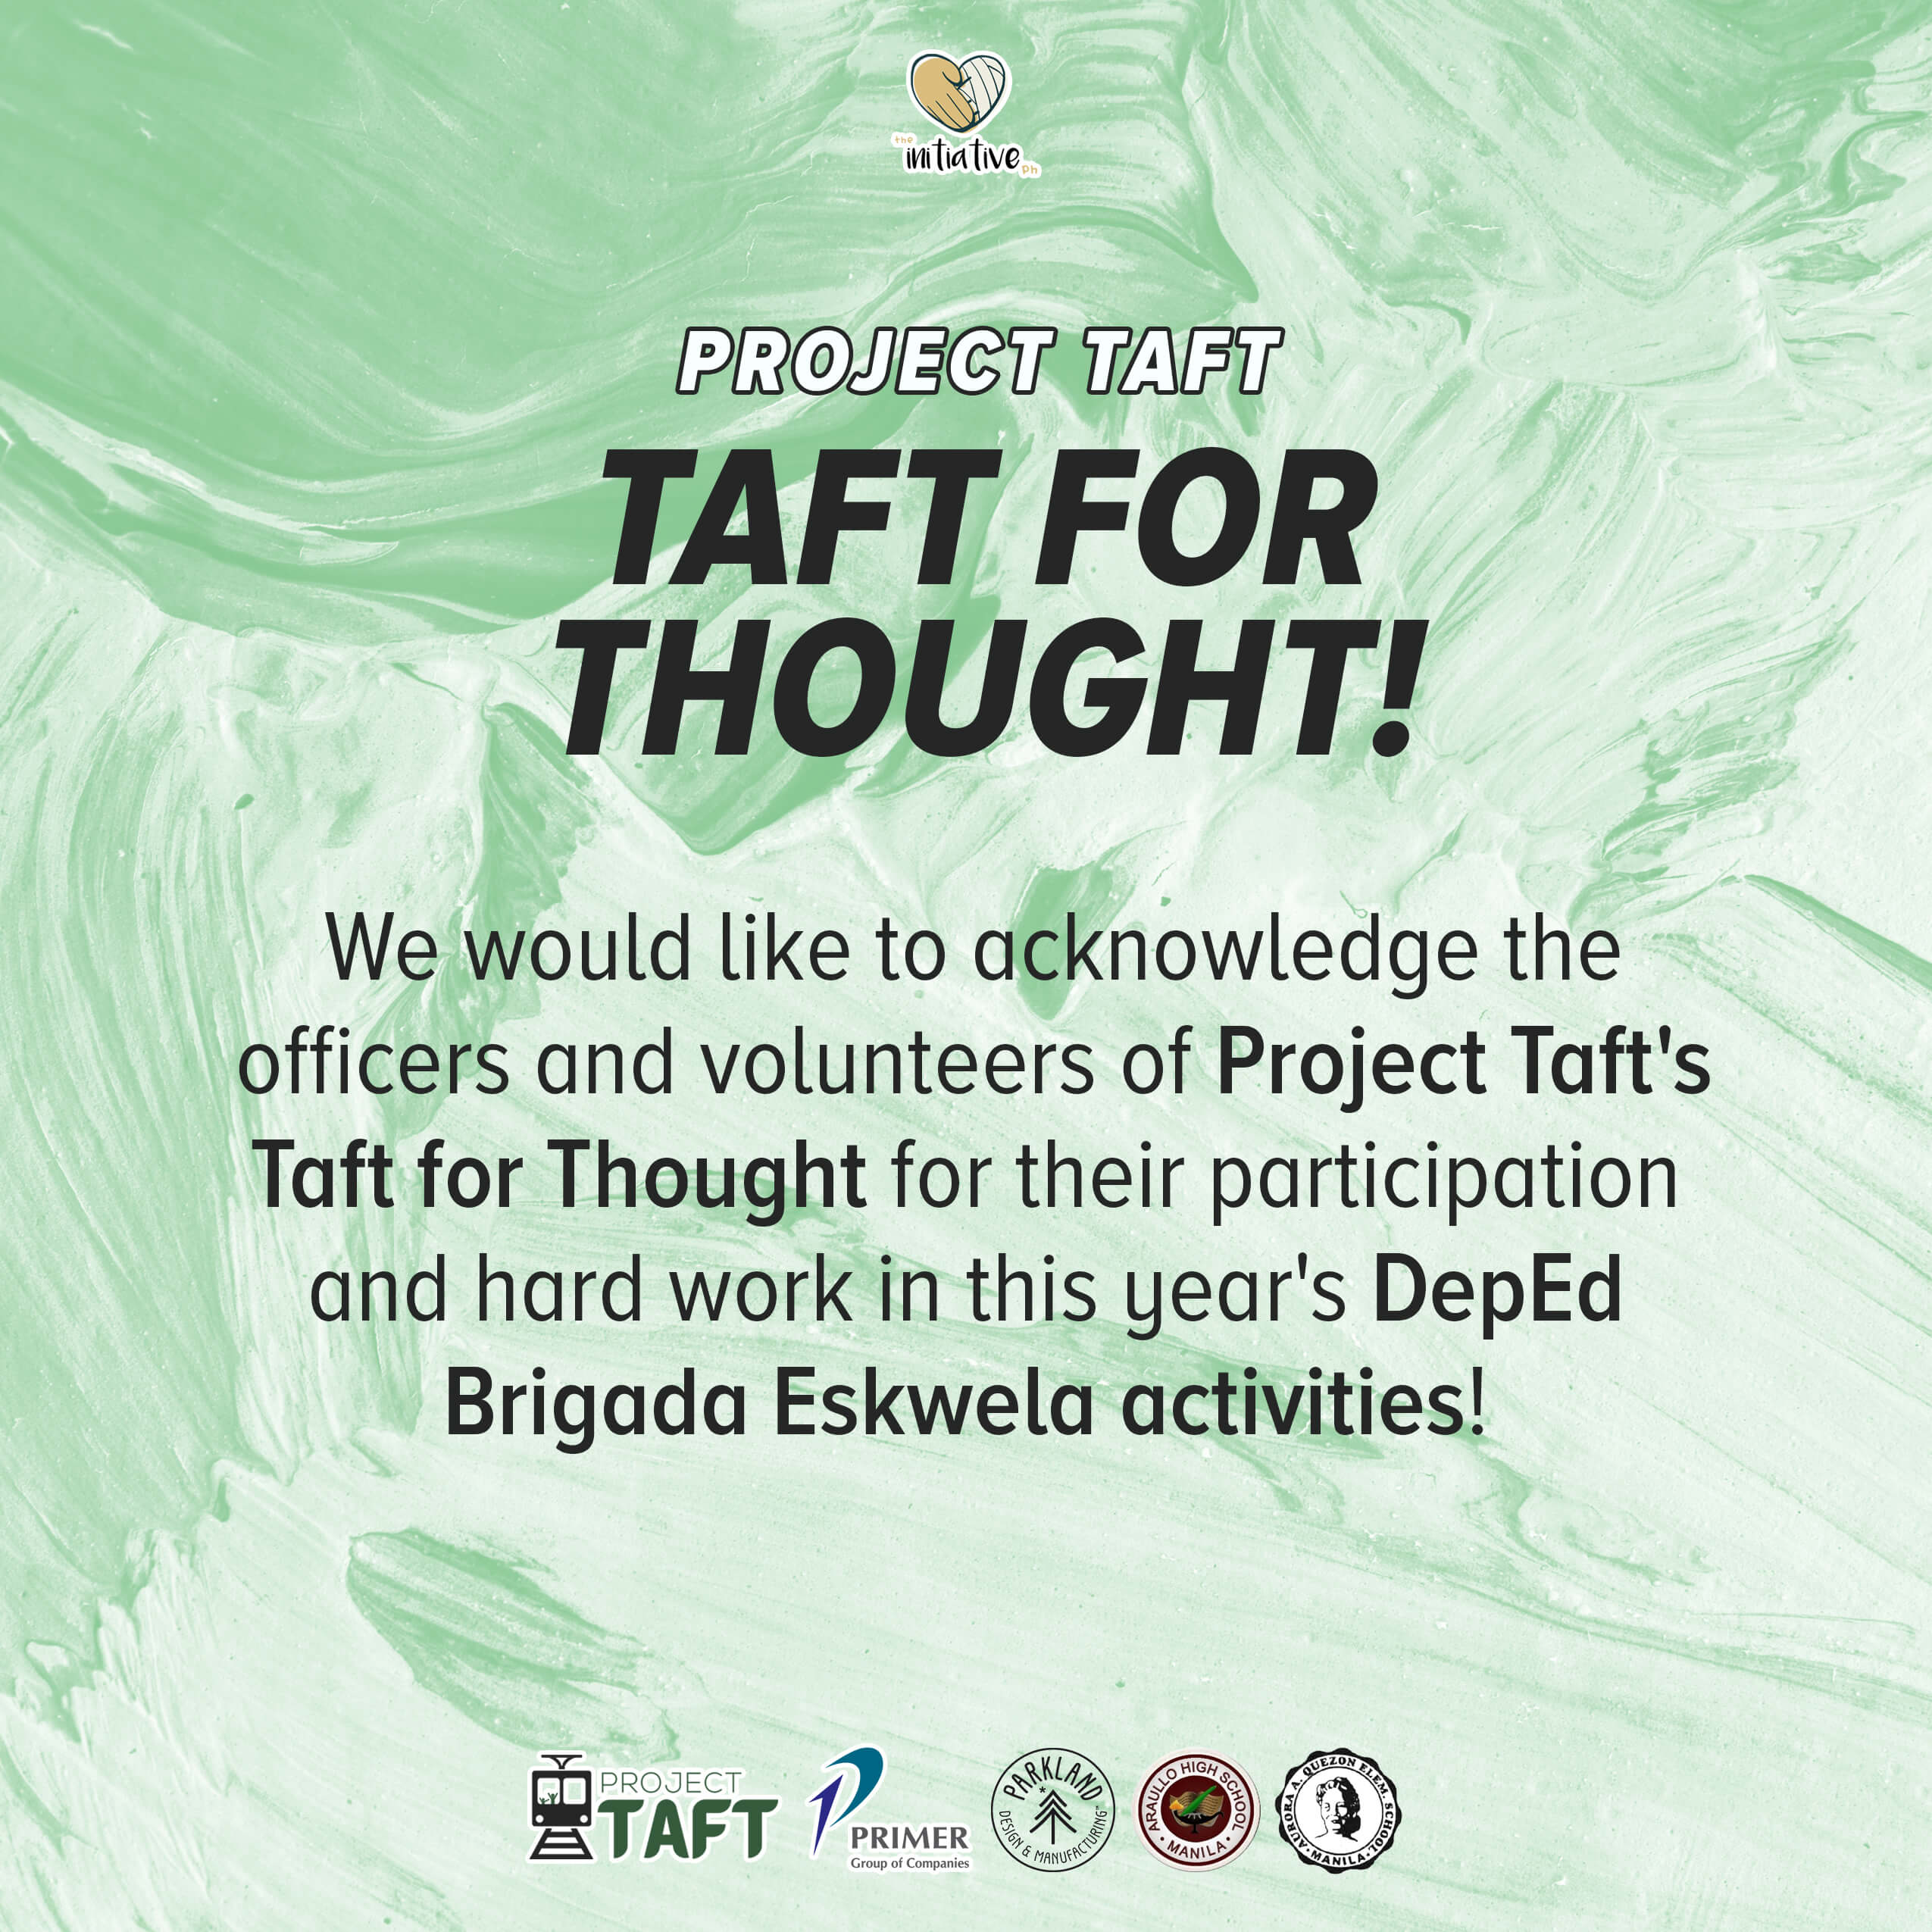 the
initiative ph
PROJECT TAFT
TAFT FOR
THOUGHT!
We would like to acknowledge the
officers and volunteers of Project Taft's
Taft for Thought for their participation
and hard work in this year's DepEd
Brigada Eskwela activities!
PROJECT
TAFT
PRIMER
Group of Companies
PARKLAND
DESIGN & MANUFACTURING
ARAULLO HIGH SCHOOL
• MANILA •
AURORA A. QUEZON ELEM. SCHOOL
• MANILA •